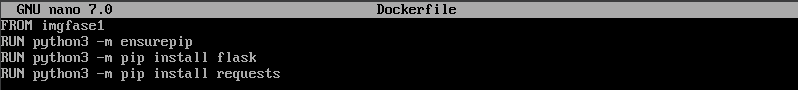 GNU nano 7.0 Dockerfile
FROM imgfase1
RUN python3 -m ensurepip
RUN python3 -m pip install flask
RUN python3 -m pip install requests